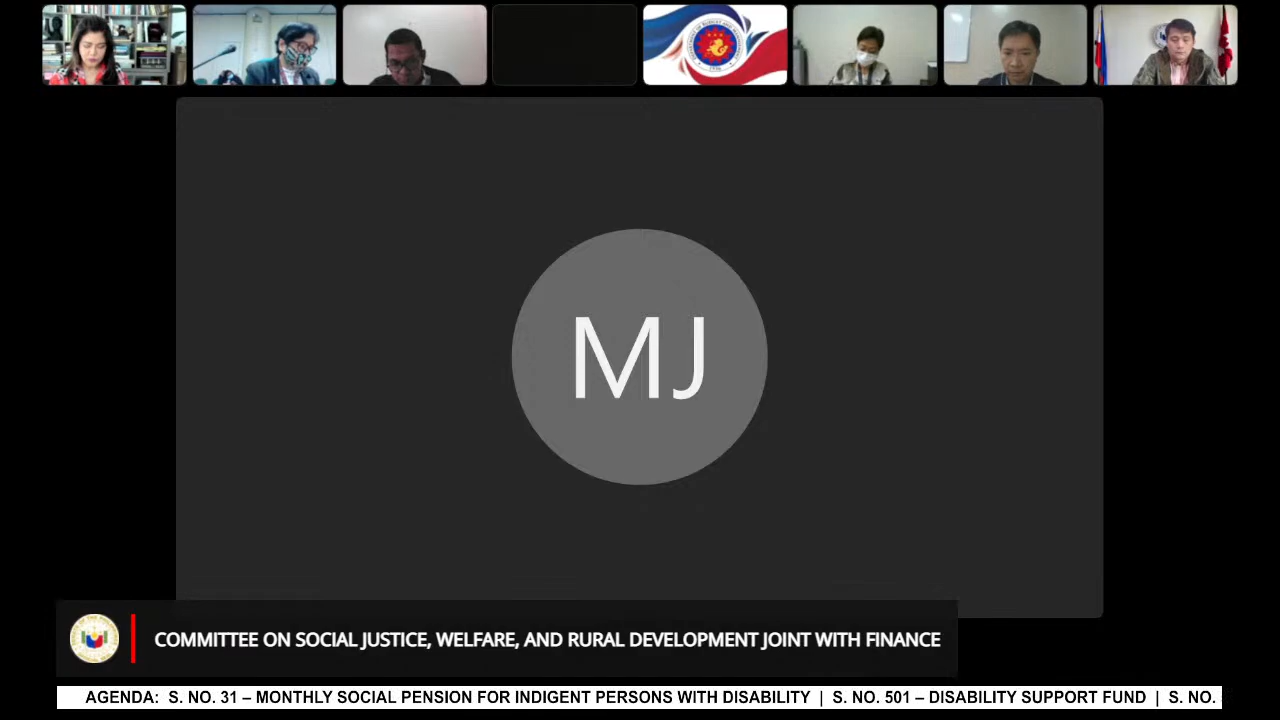 MJ
COMMITTEE ON SOCIAL JUSTICE, WELFARE, AND RURAL DEVELOPMENT JOINT WITH FINANCE
AGENDA: S. NO. 31 – MONTHLY SOCIAL PENSION FOR INDIGENT PERSONS WITH DISABILITY | S. NO. 501 – DISABILITY SUPPORT FUND | S. NO.